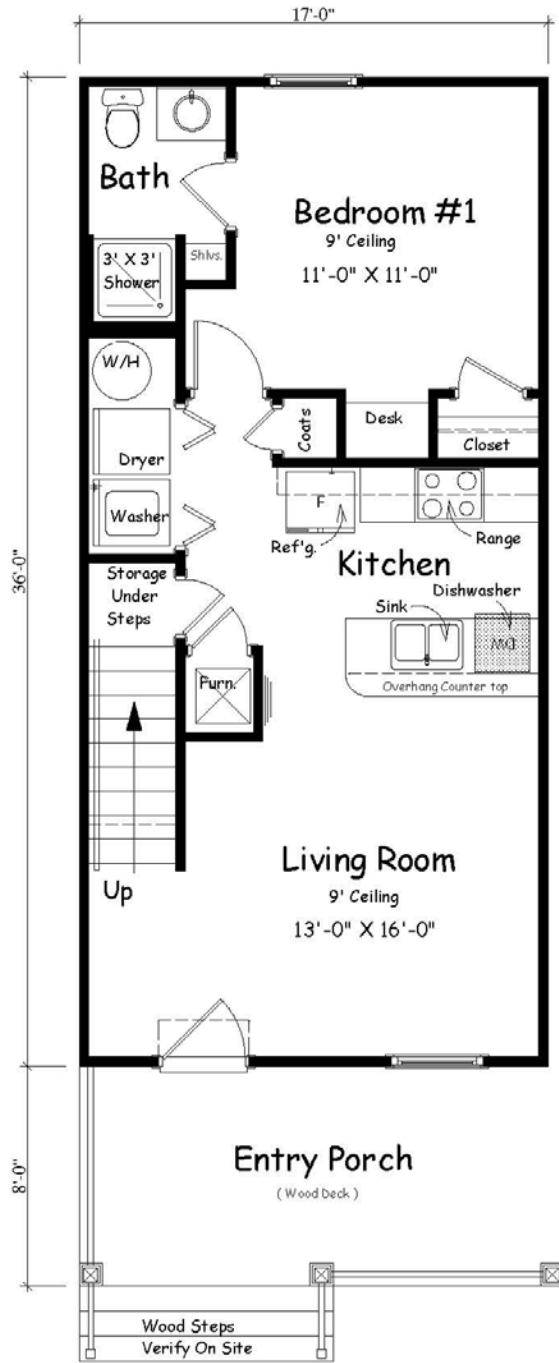 17'-0"
Bath
Bedroom #1
9' Ceiling
11'-0" X 11'-0"
3' X 3'
Shower
Shlvs.
W/H
Dryer
Washer
Coats
Desk
Closet
F
Ref'g.
Range
Kitchen
Dishwasher
Sink
DW
Overhang Counter top
36'-0"
Storage
Under
Steps
Furn.
Up
Living Room
9' Ceiling
13'-0" X 16'-0"
8'-0"
Entry Porch
( Wood Deck )
Wood Steps
Verify On Site